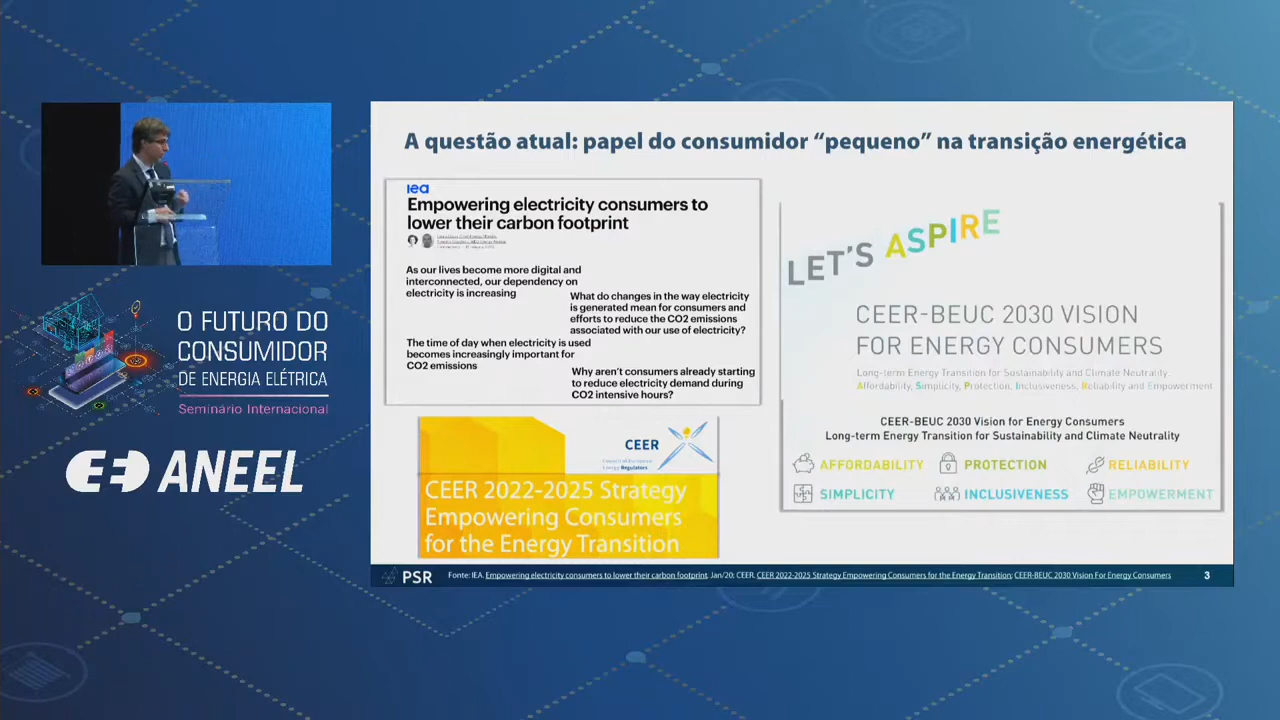 O FUTURO DO
CONSUMIDOR
DE ENERGIA ELÉTRICA
Seminário Internacional
ANEEL
A questão atual: papel do consumidor “pequeno” na transição energética
iea
Empowering electricity consumers to
lower their carbon footprint
As our lives become more digital and
interconnected, our dependency on
electricity is increasing
What do changes in the way electricity
is generated mean for consumers and
efforts to reduce the CO2 emissions
associated with our use of electricity?
The time of day when electricity is used
becomes increasingly important for
CO2 emissions
Why aren't consumers already starting
to reduce electricity demand during
CO2 intensive hours?
CEER
Council of European
Energy Regulators
CEER 2022-2025 Strategy
Empowering Consumers
for the Energy Transition
LET'S ASPIRE
CEER-BEUC 2030 VISION
FOR ENERGY CONSUMERS
Long-term Energy Transition for Sustainability and Climate Neutrality.
Affordability, Simplicity, Protection, Inclusiveness, Reliability and Empowerment
CEER-BEUC 2030 Vision for Energy Consumers
Long-term Energy Transition for Sustainability and Climate Neutrality
AFFORDABILITY PROTECTION RELIABILITY
SIMPLICITY INCLUSIVENESS EMPOWERMENT
PSR
Fonte: IEA. Empowering electricity consumers to lower their carbon footprint. Jan/20; CEER. CEER 2022-2025 Strategy Empowering Consumers for the Energy Transition; CEER-BEUC 2030 Vision For Energy Consumers
3